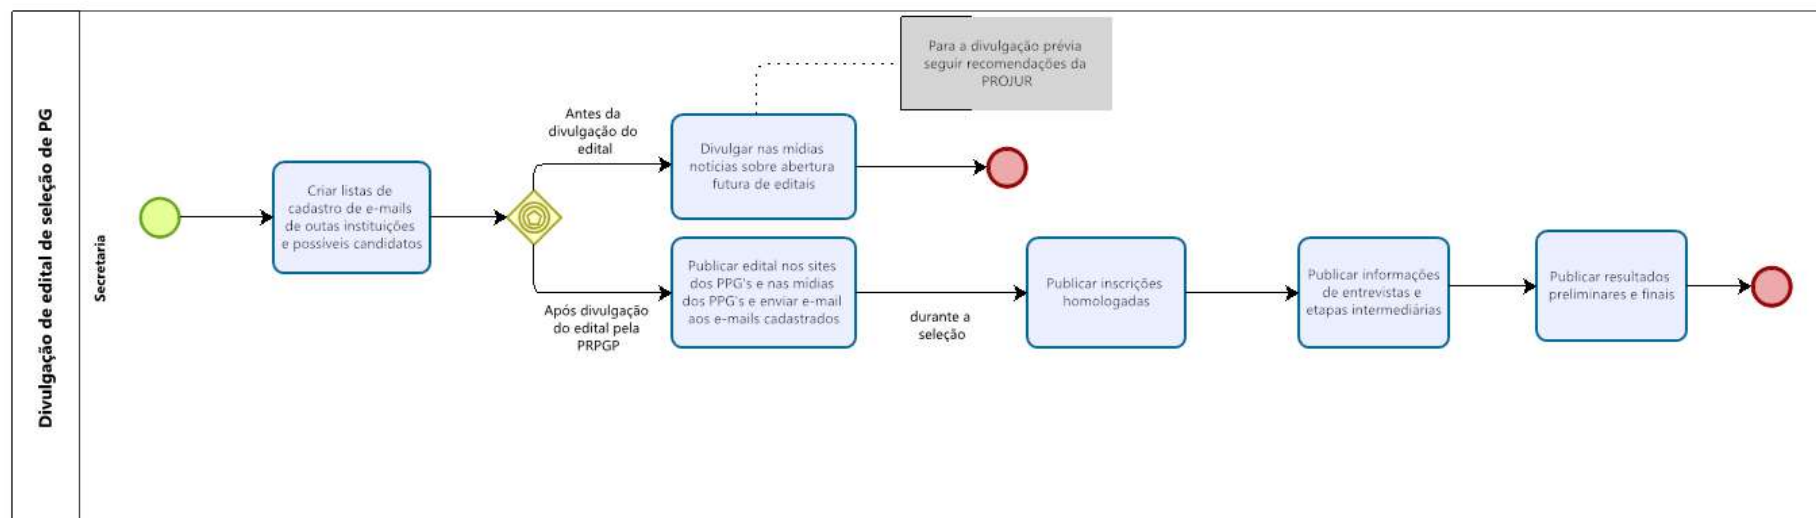 Divulgação de edital de seleção de PG
Secretaria
Criar listas de
cadastro de e-mails
de outas instituições
e possíveis candidatos
Antes da
divulgação do
edital
Após divulgação
do edital pela
PRPGP
Para a divulgação prévia
seguir recomendações da
PROJUR
Divulgar nas mídias
notícias sobre abertura
futura de editais
Publicar edital nos sites
dos PPG's e nas mídias
dos PPG's e enviar e-mail
aos e-mails cadastrados
durante a
seleção
Publicar inscrições
homologadas
Publicar informações
de entrevistas e
etapas intermediárias
Publicar resultados
preliminares e finais